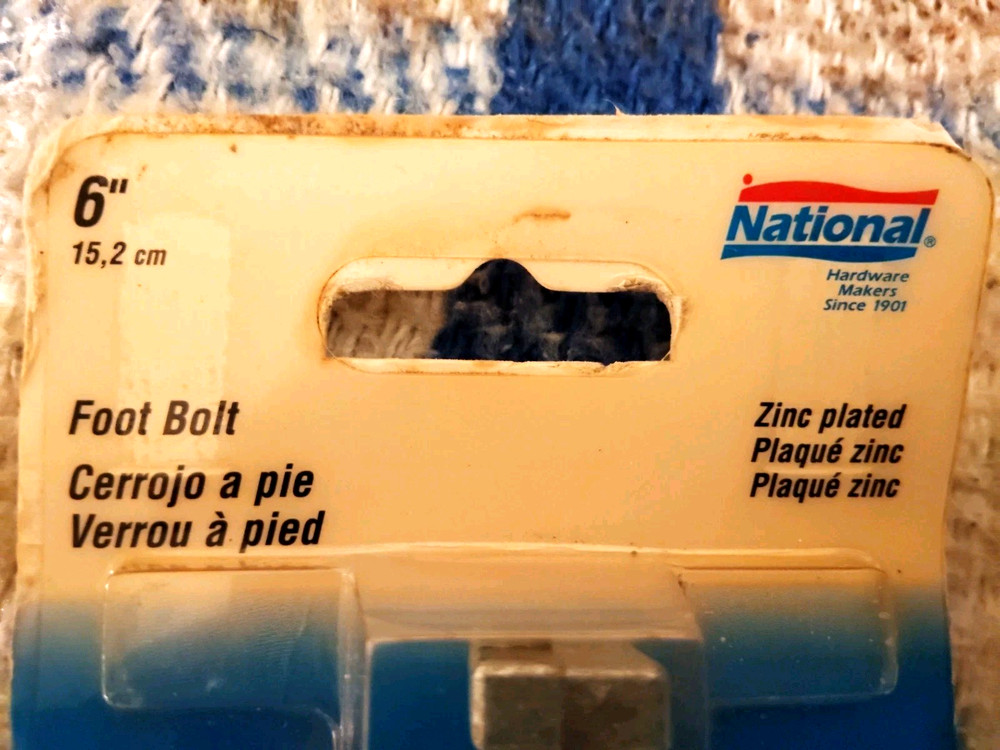 6"
15,2 cm
National®
Hardware
Makers
Since 1901
Foot Bolt
Cerrojo a pie
Verrou à pied
Zinc plated
Plaqué zinc
Plaqué zinc